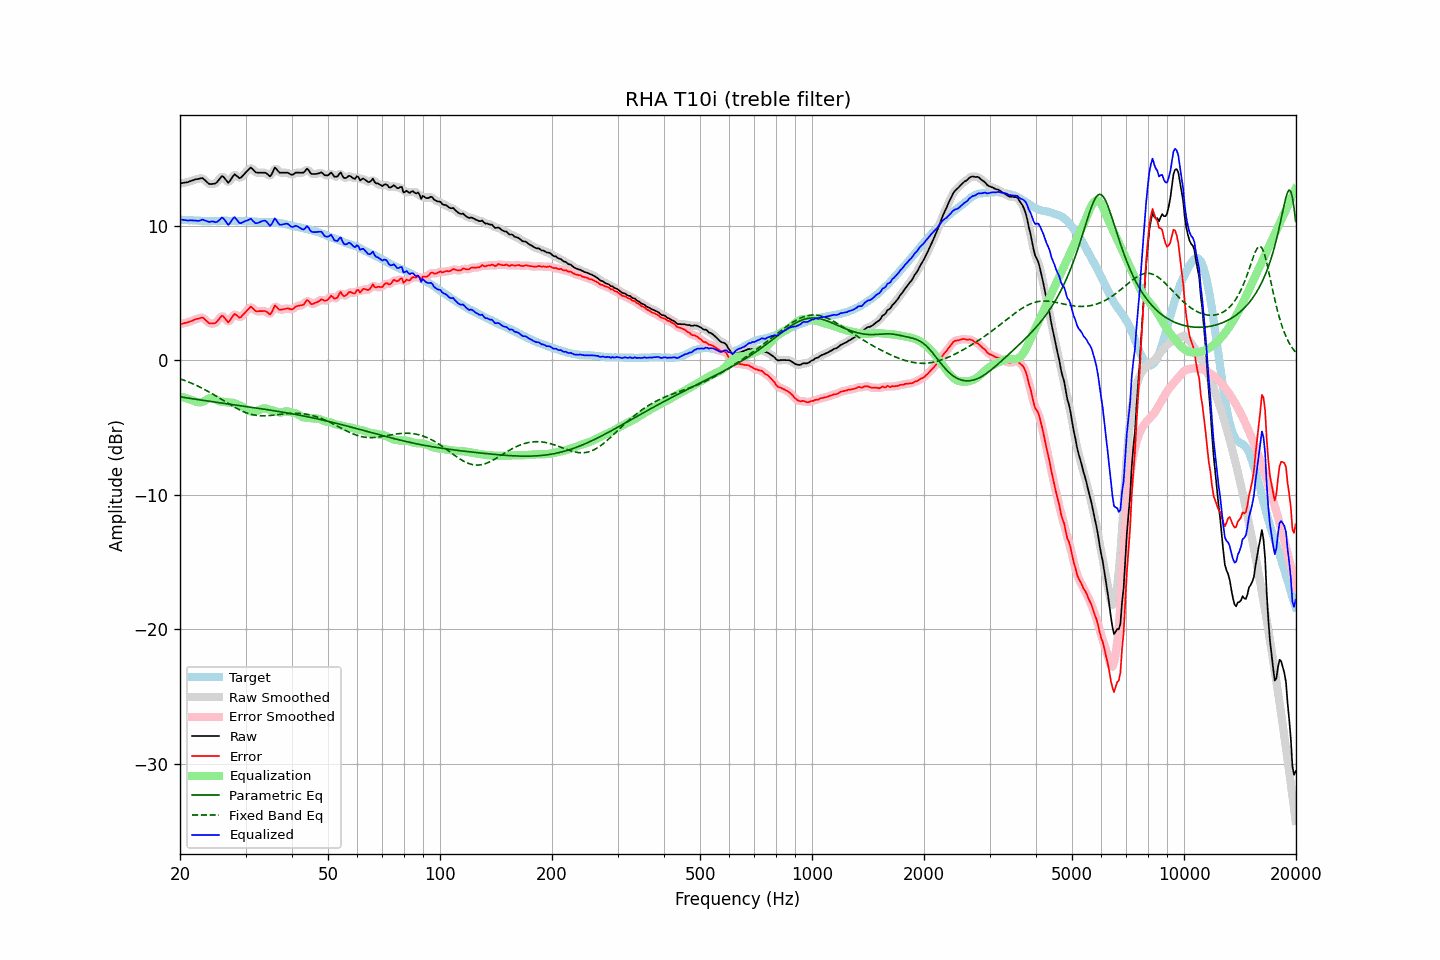 RHA T10i (treble filter)
Amplitude (dBr)
10
0
−10
−20
−30
Target
Raw Smoothed
Error Smoothed
Raw
Error
Equalization
Parametric Eq
Fixed Band Eq
Equalized
20 50 100 200 500 1000 2000 5000 10000 20000
Frequency (Hz)